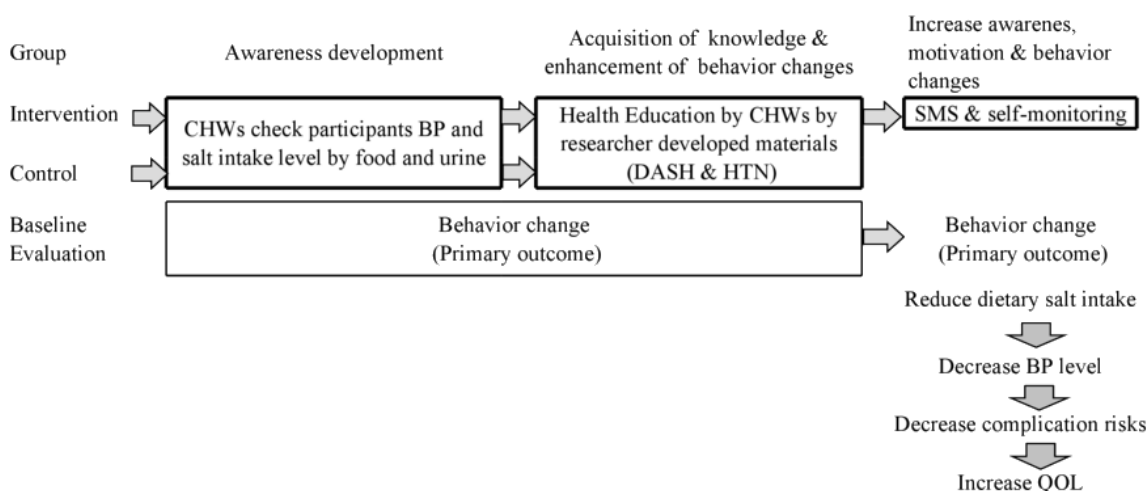 Group
Awareness development
Acquisition of knowledge &
enhancement of behavior changes
Increase awarenes,
motivation & behavior
changes
Intervention
Control
CHWs check participants BP and
salt intake level by food and urine
Health Education by CHWs by
researcher developed materials
(DASH & HTN)
SMS & self-monitoring
Baseline
Evaluation
Behavior change
(Primary outcome)
Behavior change
(Primary outcome)
Reduce dietary salt intake
Decrease BP level
Decrease complication risks
Increase QOL